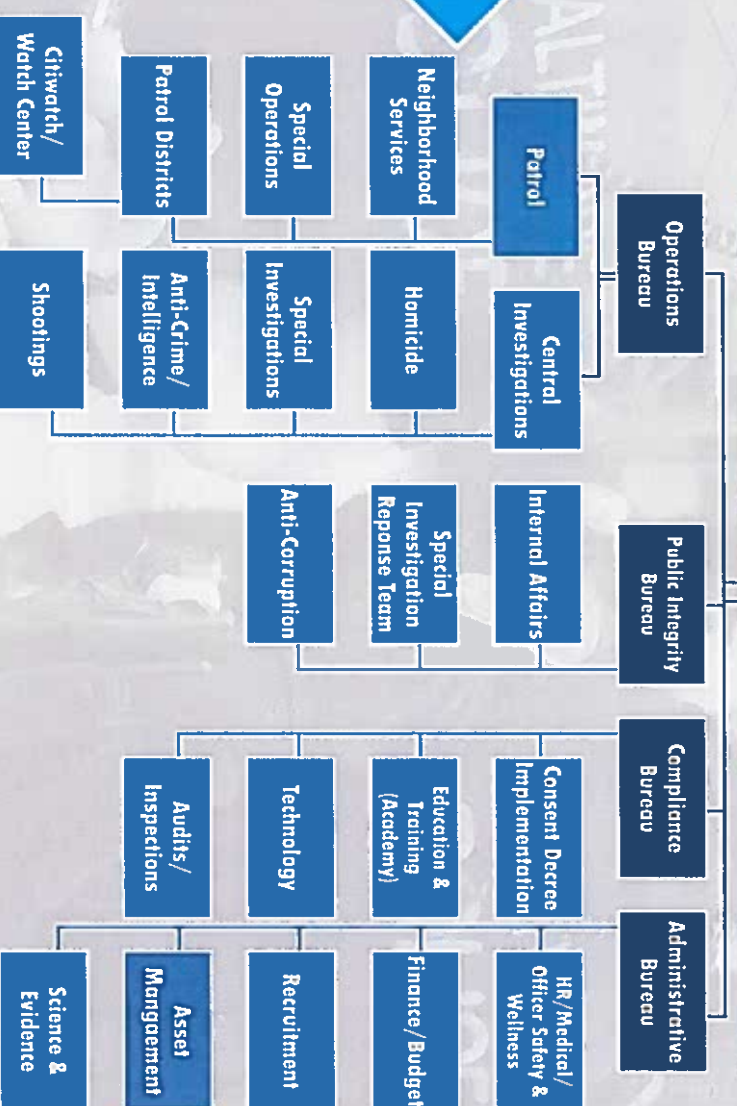 Operations
Bureau
Patrol
Neighborhood
Services
Special
Operations
Patrol Districts
Citiwatch/
Watch Center
Central
Investigations
Homicide
Special
Investigations
Anti-Crime/
Intelligence
Shootings
Public Integrity
Bureau
Internal Affairs
Special
Investigation
Reponse Team
Anti-Corruption
Compliance
Bureau
Consent Decree
Implementation
Education &
Training
(Academy)
Technology
Audits/
Inspections
Administrative
Bureau
HR/Medical/
Officer Safety &
Wellness
Finance/Budget
Recruitment
Asset
Mangaement
Science &
Evidence